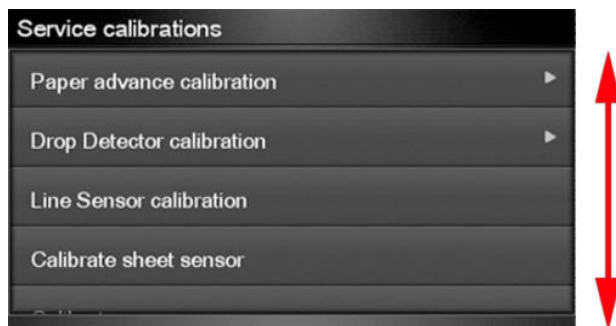 Service calibrations
Paper advance calibration
Drop Detector calibration
Line Sensor calibration
Calibrate sheet sensor